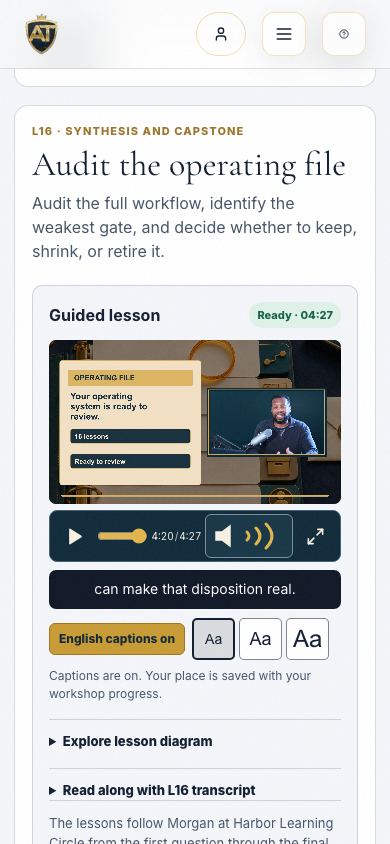 AT
L16 · SYNTHESIS AND CAPSTONE
Audit the operating file
Audit the full workflow, identify the
weakest gate, and decide whether to keep,
shrink, or retire it.
Guided lesson
Ready · 04:27
OPERATING FILE
Your operating
system is ready to
review.
16 lessons
Ready to review
4:20/4:27
can make that disposition real.
English captions on
Aa
Aa
Aa
Captions are on. Your place is saved with your
workshop progress.
Explore lesson diagram
Read along with L16 transcript
The lessons follow Morgan at Harbor Learning
Circle from the first question through the final